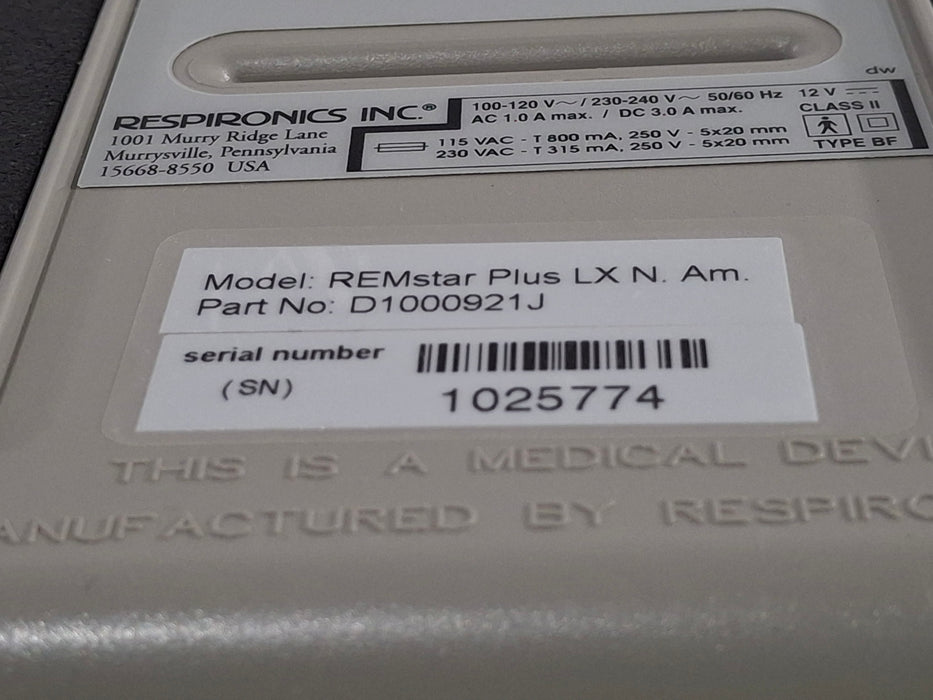 dw
RESPIRONICS INC.®
1001 Murry Ridge Lane
Murrysville, Pennsylvania
15668-8550 USA
100-120 V~ / 230-240 V~ 50/60 Hz
AC 1.0 A max. / DC 3.0 A max.
115 VAC - T 800 mA, 250 V - 5x20 mm
230 VAC - T 315 mA, 250 V - 5x20 mm
12 V ⎓
CLASS II
TYPE BF
Model: REMstar Plus LX N. Am.
Part No: D1000921J
serial number
(SN)
1025774
THIS IS A MEDICAL DEVI
ANUFACTURED BY RESPIRO